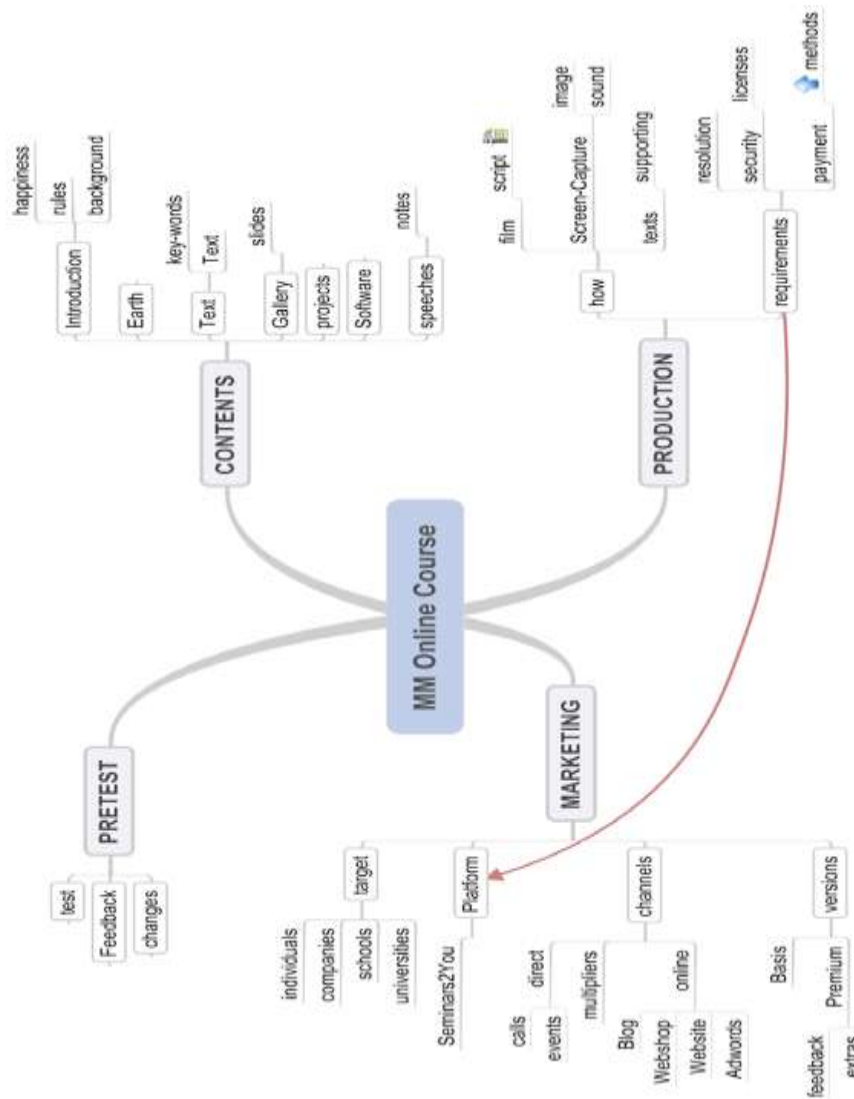 MM Online Course
CONTENTS
Introduction
happiness
rules
background
Earth
Text
key-words
Text
Gallery
slides
projects
Software
speeches
notes
PRODUCTION
how
film
script
Screen-Capture
image
sound
texts
supporting
requirements
resolution
security
licenses
payment
methods
PRETEST
test
Feedback
changes
MARKETING
target
individuals
companies
schools
universities
Platform
Seminars2You
channels
direct
calls
events
multipliers
online
Blog
Webshop
Website
Adwords
versions
Basis
Premium
feedback
extras